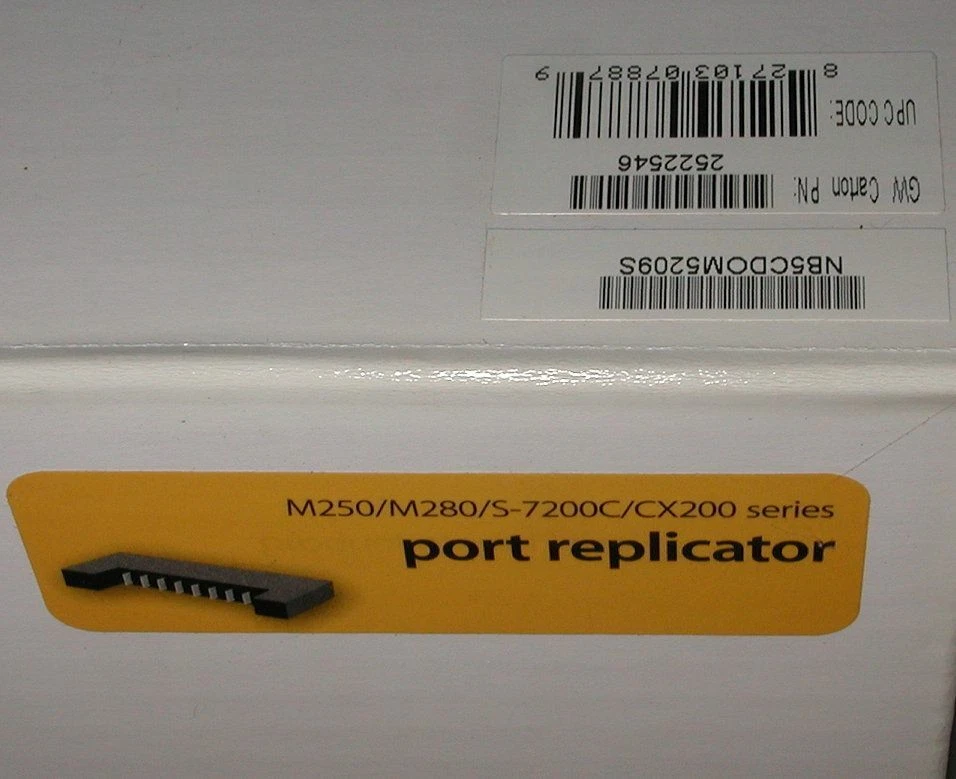 NB5CDOM5209S
GW Carton PN:
2522546
UPC CODE:
8 27103 07887 9
M250/M280/S-7200C/CX200 series
port replicator